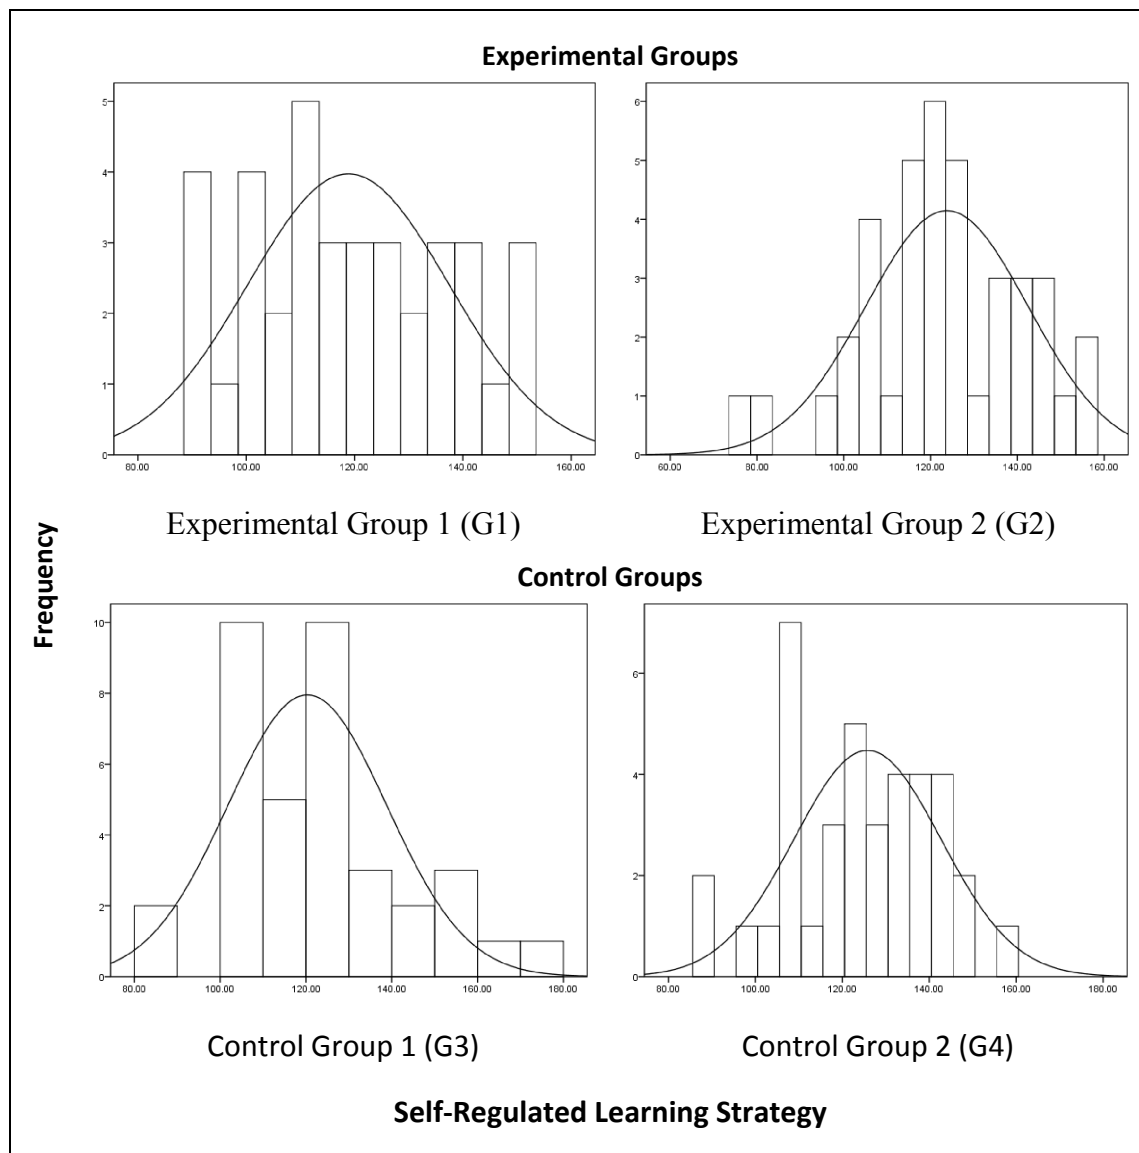 Experimental Groups
5
4
3
2
1
0
80.00 100.00 120.00 140.00 160.00
6
5
4
3
2
1
0
60.00 80.00 100.00 120.00 140.00 160.00
Experimental Group 1 (G1)
Experimental Group 2 (G2)
Frequency
Control Groups
10
8
6
4
2
0
80.00 100.00 120.00 140.00 160.00 180.00
6
4
2
0
80.00 100.00 120.00 140.00 160.00 180.00
Control Group 1 (G3)
Control Group 2 (G4)
Self-Regulated Learning Strategy